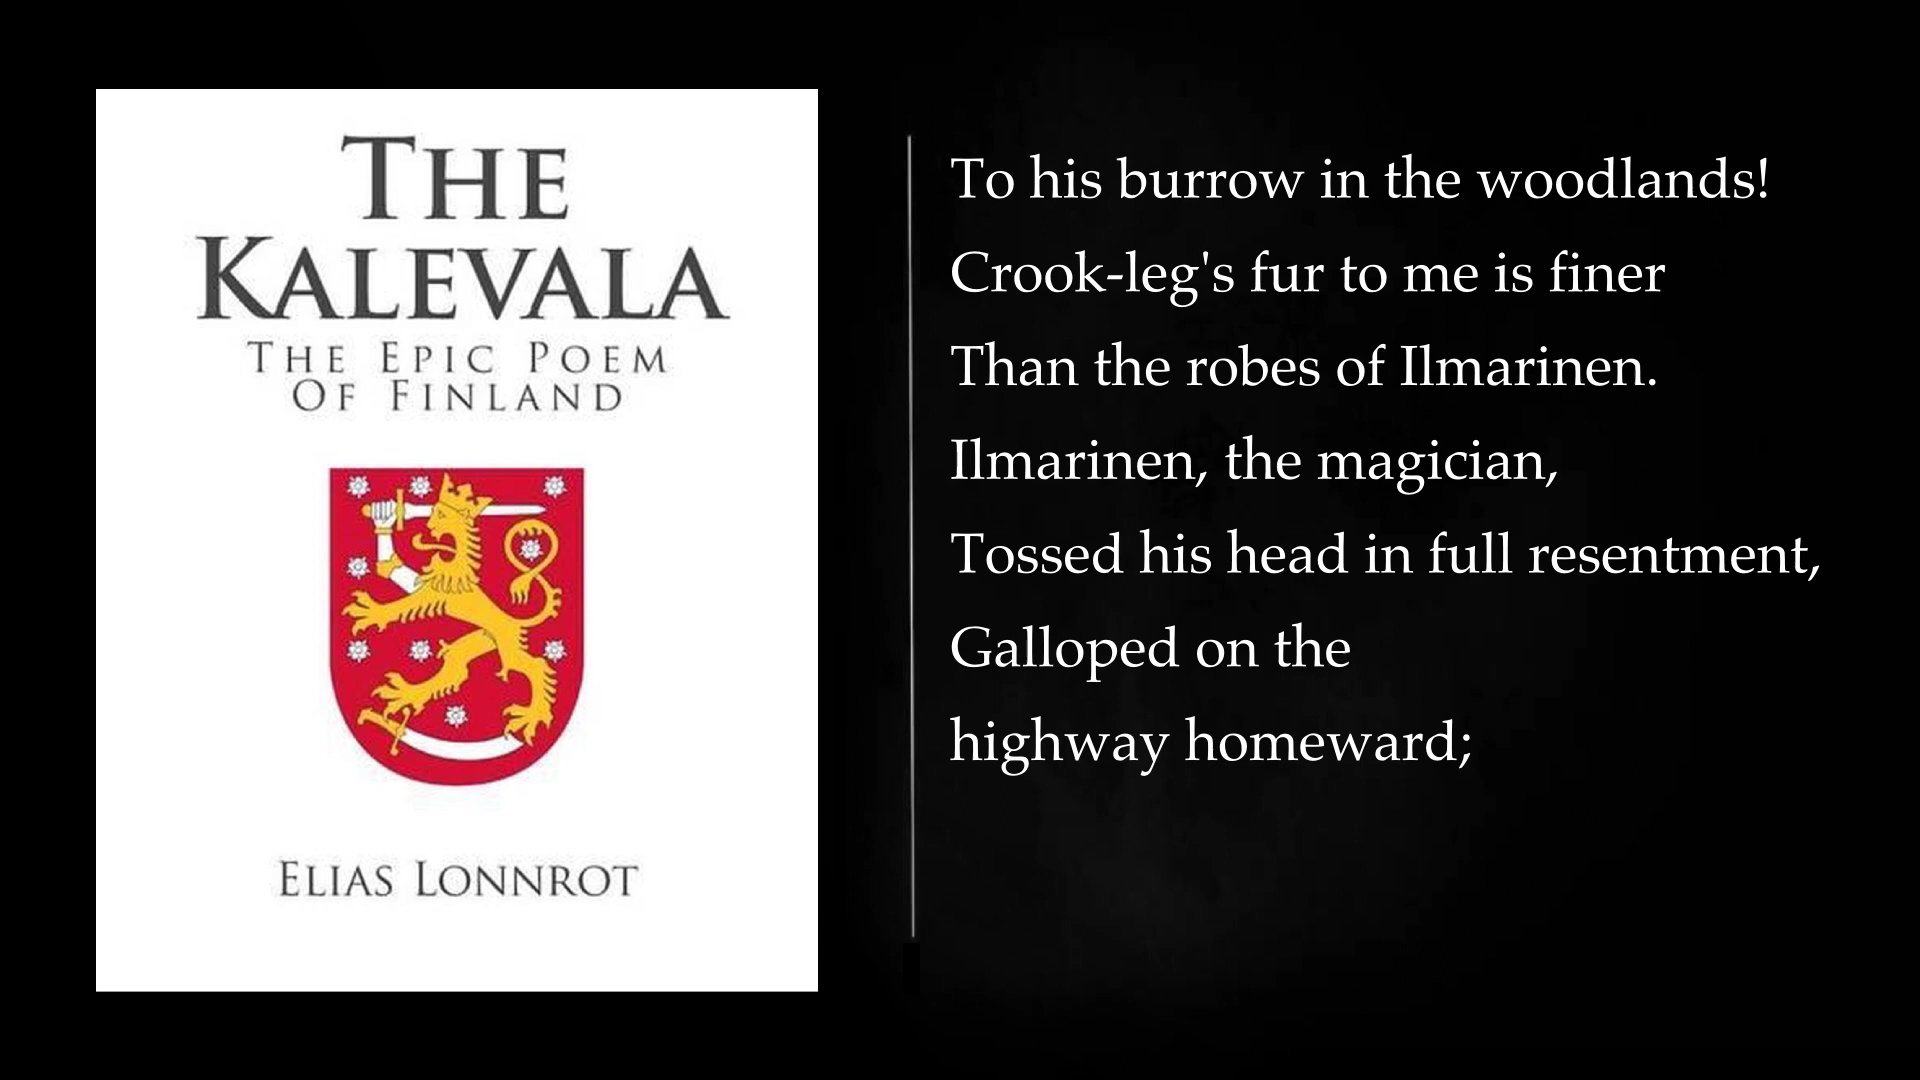 THE
KALEVALA
THE EPIC POEM
OF FINLAND
ELIAS LONNROT
To his burrow in the woodlands!
Crook-leg's fur to me is finer
Than the robes of Ilmarinen.
Ilmarinen, the magician,
Tossed his head in full resentment,
Galloped on the
highway homeward;